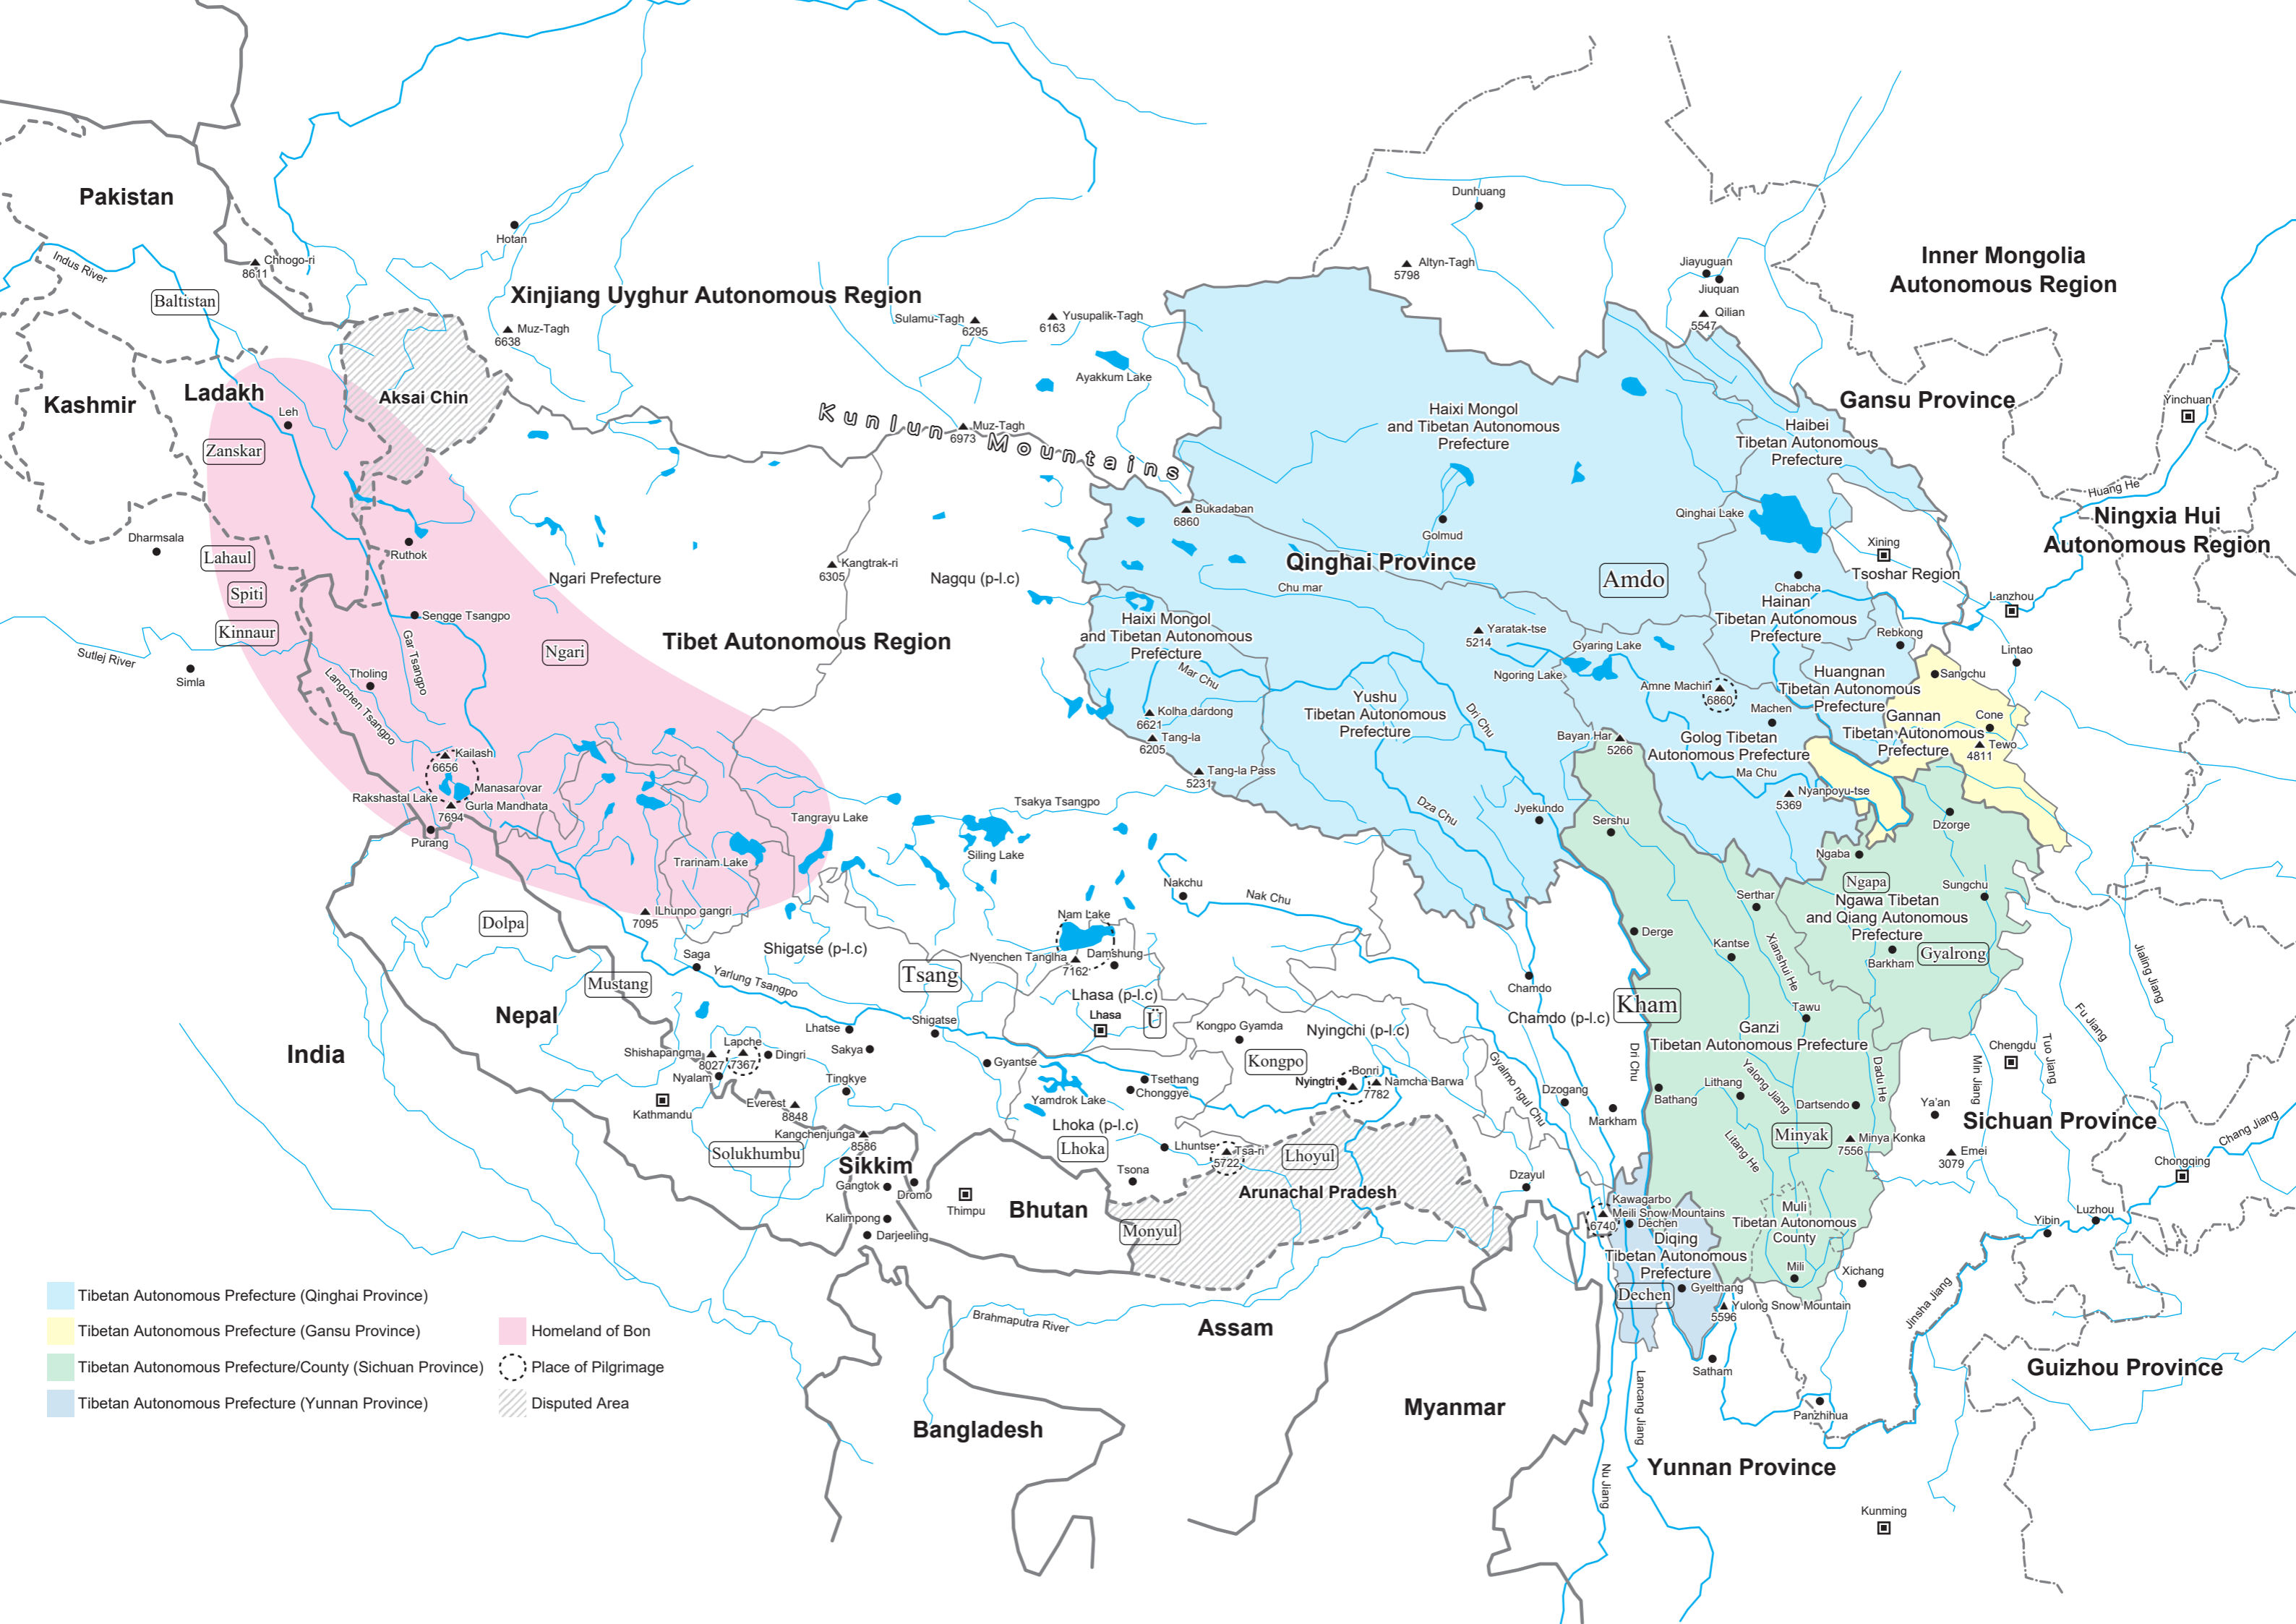 Pakistan
Indus River
Baltistan
Chhogo-ri
8611
Hotan
Xinjiang Uyghur Autonomous Region
Muz-Tagh
6638
Sulamu-Tagh
6295
Yusupalik-Tagh
6163
Ayakkum Lake
Dunhuang
Altyn-Tagh
5798
Jiayuguan
Jiuquan
Qilian
5547
Inner Mongolia
Autonomous Region
Kashmir
Ladakh
Leh
Zanskar
Aksai Chin
Kunlun Mountains
Muz-Tagh
6973
Haixi Mongol
and Tibetan Autonomous
Prefecture
Haibei
Tibetan Autonomous
Prefecture
Gansu Province
Yinchuan
Huang He
Ningxia Hui
Autonomous Region
Dharmsala
Lahaul
Spiti
Kinnaur
Sutlej River
Simla
Ruthok
Ngari Prefecture
Kangtrak-ri
6305
Nagqu (p-l.c)
Bukadaban
6860
Golmud
Qinghai Province
Qinghai Lake
Xining
Tsoshar Region
Amdo
Chabcha
Hainan
Tibetan Autonomous
Prefecture
Lanzhou
Rebkong
Lintao
Sengge Tsangpo
Gar Tsangpo
Ngari
Tibet Autonomous Region
Chu mar
Haixi Mongol
and Tibetan Autonomous
Prefecture
Yaratak-tse
5214
Gyaring Lake
Ngoring Lake
Mar Chu
Yushu
Tibetan Autonomous
Prefecture
Dri Chu
Amne Machin
6860
Machen
Huangnan
Tibetan Autonomous
Prefecture
Sangchu
Gannan
Tibetan Autonomous
Prefecture
Cone
Tewo
4811
Tholing
Langchen Tsangpo
Kolha dardong
6621
Tang-la
6205
Tang-la Pass
5231
Bayan Har
5266
Golog Tibetan
Autonomous Prefecture
Ma Chu
Nyanpoyu-tse
5369
Kailash
6656
Manasarovar
Rakshastal Lake
Gurla Mandhata
7694
Purang
Tsakya Tsangpo
Tangrayu Lake
Siling Lake
Trarinam Lake
Dza Chu
Jyekundo
Sershu
Dzorge
Ngaba
Ngapa
Ngawa Tibetan
and Qiang Autonomous
Prefecture
Sungchu
Serthar
Nakchu
Nak Chu
Dolpa
ILhunpo gangri
7095
Shigatse (p-l.c)
Saga
Yarlung Tsangpo
Mustang
Tsang
Nam Lake
Nyenchen Tanglha
7162
Damshung
Lhasa (p-l.c)
Lhasa
Ü
Derge
Kantse
Xianshui He
Barkham
Gyalrong
Jialing Jiang
Chamdo
Chamdo (p-l.c)
Kham
Tawu
Ganzi
Tibetan Autonomous Prefecture
Fu Jiang
Nepal
India
Lhatse
Shigatse
Sakya
Gyantse
Shishapangma
8027
Lapche
7367
Dingri
Nyalam
Tingkye
Kathmandu
Everest
8848
Kangchenjunga
8586
Solukhumbu
Sikkim
Gangtok
Dromo
Kalimpong
Darjeeling
Thimpu
Bhutan
Kongpo Gyamda
Nyingchi (p-l.c)
Kongpo
Tsethang
Chonggye
Yamdrok Lake
Bonri
Nyingtri
Namcha Barwa
7782
Gyalmo ngul Chu
Dzogang
Markham
Dri Chu
Bathang
Lithang
Yalong Jiang
Dartsendo
Dadu He
Chengdu
Min Jiang
Tuo Jiang
Ya'an
Sichuan Province
Chang Jiang
Chongqing
Lhoka (p-l.c)
Lhoka
Lhuntse
Tsa-ri
5722
Tsona
Lhoyul
Arunachal Pradesh
Monyul
Dzayul
Litang He
Minyak
Minya Konka
7556
Emei
3079
Kawagarbo
Meili Snow Mountains
6740
Dechen
Diqing
Tibetan Autonomous
Prefecture
Dechen
Gyelthang
Muli
Tibetan Autonomous
County
Mili
Xichang
Yulong Snow Mountain
5596
Satham
Yibin
Luzhou
Jinsha Jiang
Guizhou Province
Panzhihua
Lancang Jiang
Nu Jiang
Yunnan Province
Kunming
Brahmaputra River
Assam
Myanmar
Bangladesh
Tibetan Autonomous Prefecture (Qinghai Province)
Tibetan Autonomous Prefecture (Gansu Province)
Tibetan Autonomous Prefecture/County (Sichuan Province)
Tibetan Autonomous Prefecture (Yunnan Province)
Homeland of Bon
Place of Pilgrimage
Disputed Area